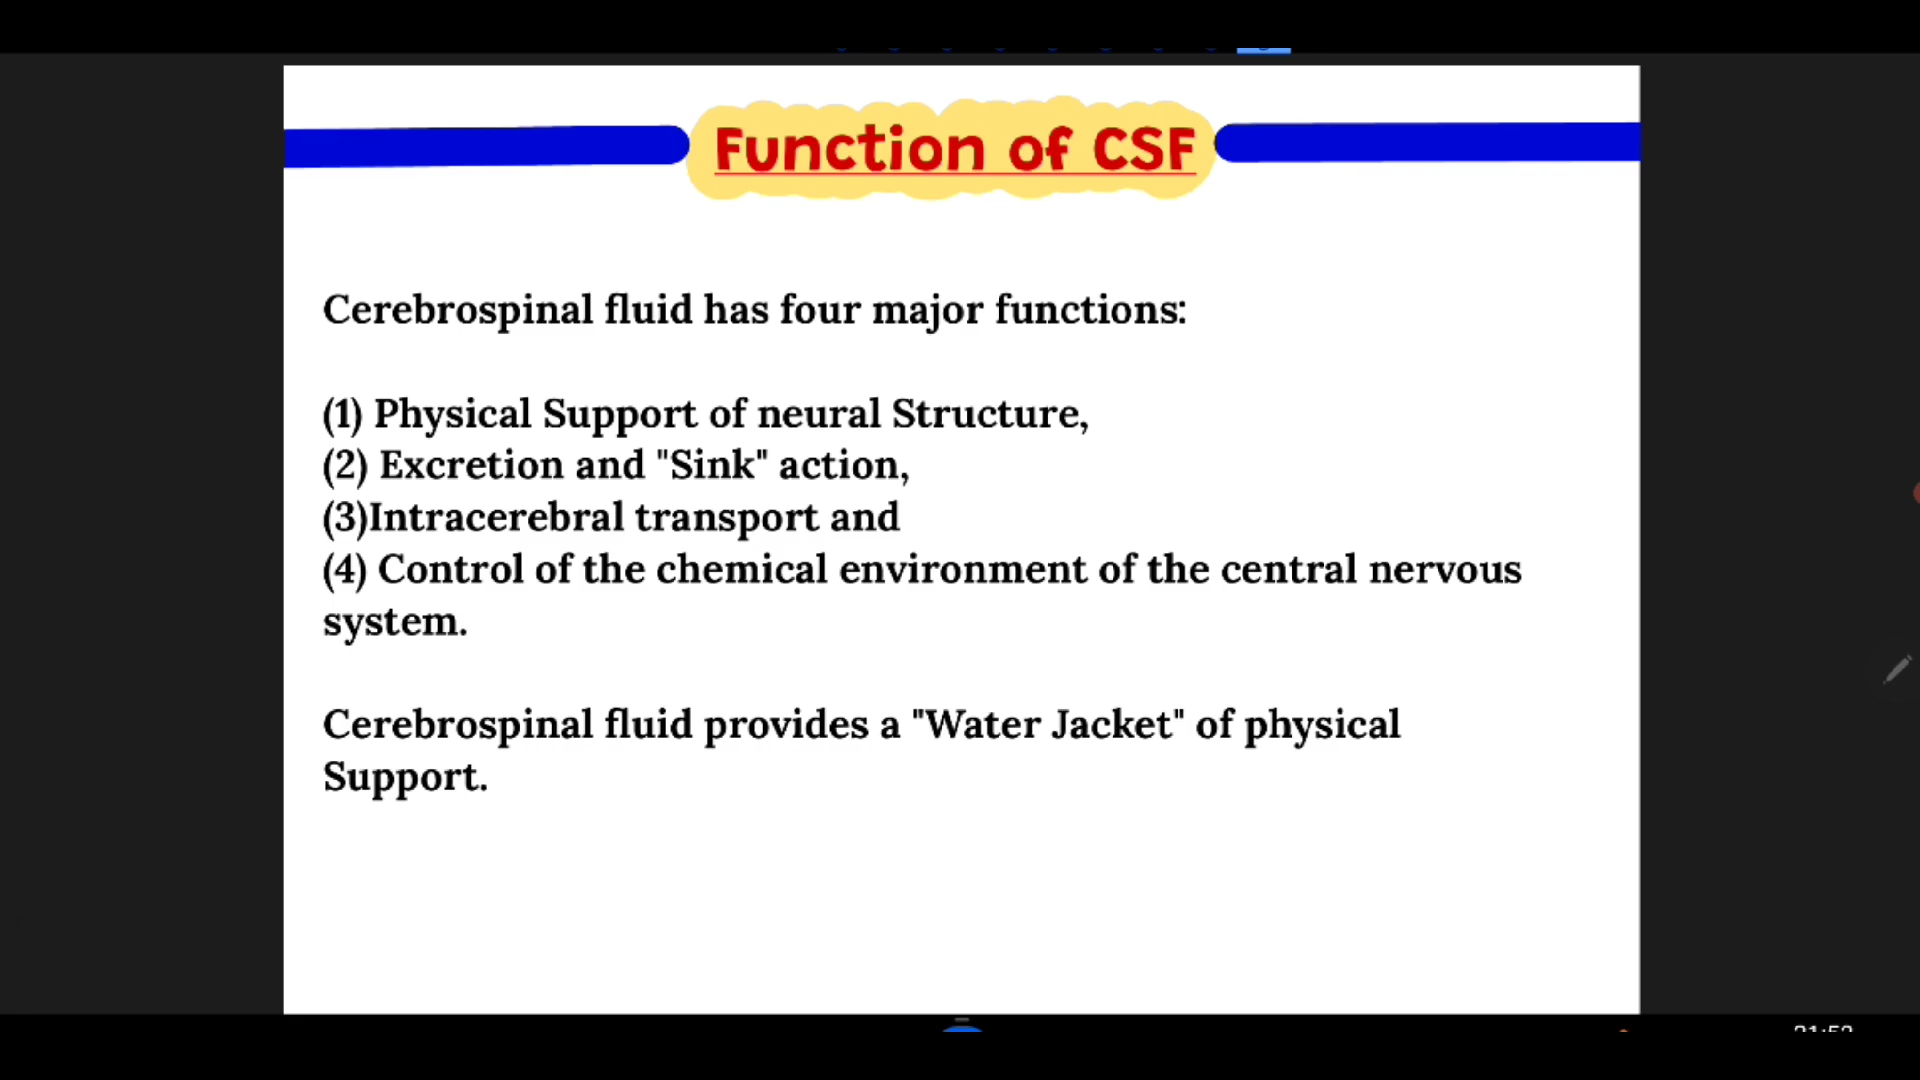 Function of CSF
Cerebrospinal fluid has four major functions:
(1) Physical Support of neural Structure,
(2) Excretion and "Sink" action,
(3)Intracerebral transport and
(4) Control of the chemical environment of the central nervous
system.
Cerebrospinal fluid provides a "Water Jacket" of physical
Support.